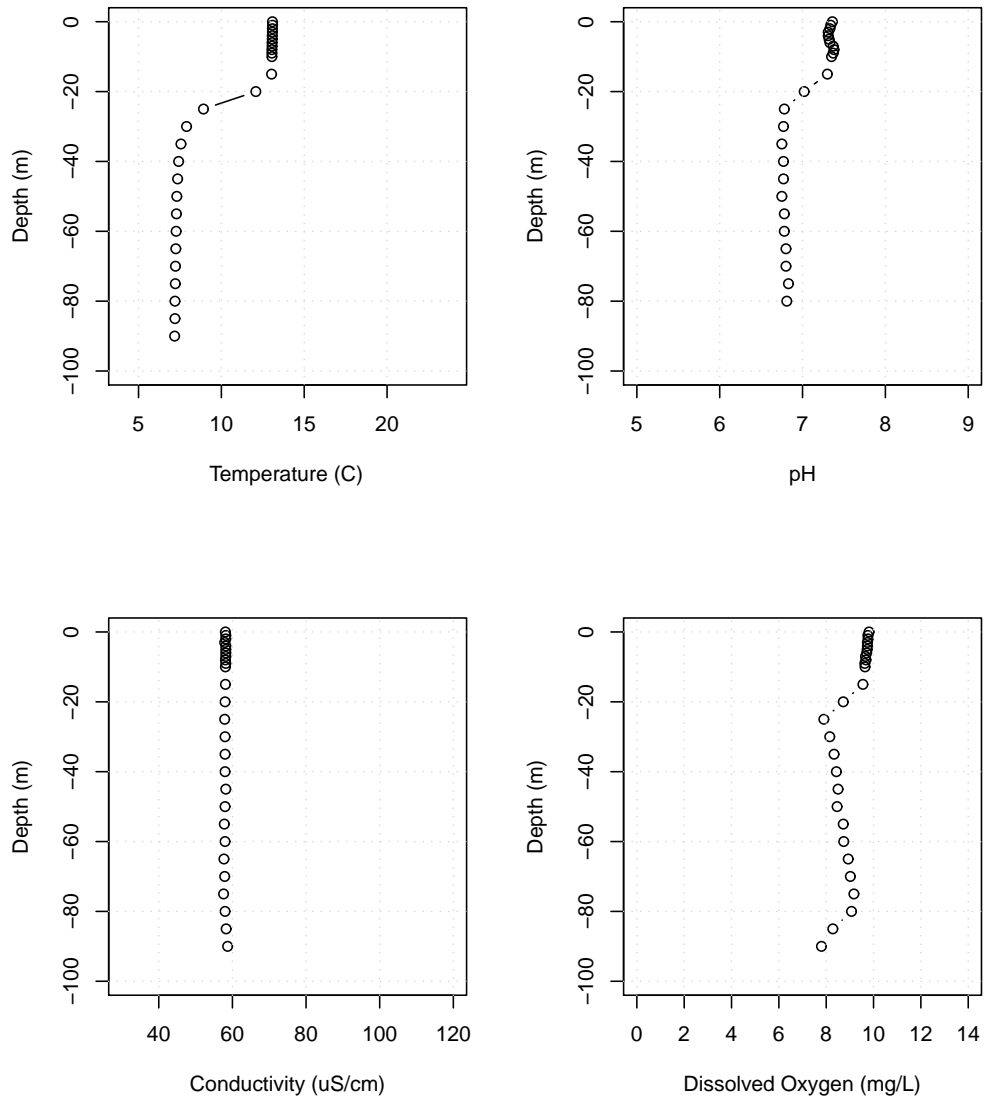 0
−20
−40
−60
−80
−100
Depth (m)
5 10 15 20
Temperature (C)
0
−20
−40
−60
−80
−100
Depth (m)
5 6 7 8 9
pH
0
−20
−40
−60
−80
−100
Depth (m)
40 60 80 100 120
Conductivity (uS/cm)
0
−20
−40
−60
−80
−100
Depth (m)
0 2 4 6 8 10 12 14
Dissolved Oxygen (mg/L)